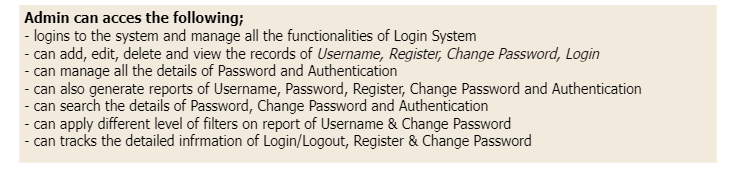 Admin can acces the following;
- logins to the system and manage all the functionalities of Login System
- can add, edit, delete and view the records of Username, Register, Change Password, Login
- can manage all the details of Password and Authentication
- can also generate reports of Username, Password, Register, Change Password and Authentication
- can search the details of Password, Change Password and Authentication
- can apply different level of filters on report of Username & Change Password
- can tracks the detailed infrmation of Login/Logout, Register & Change Password